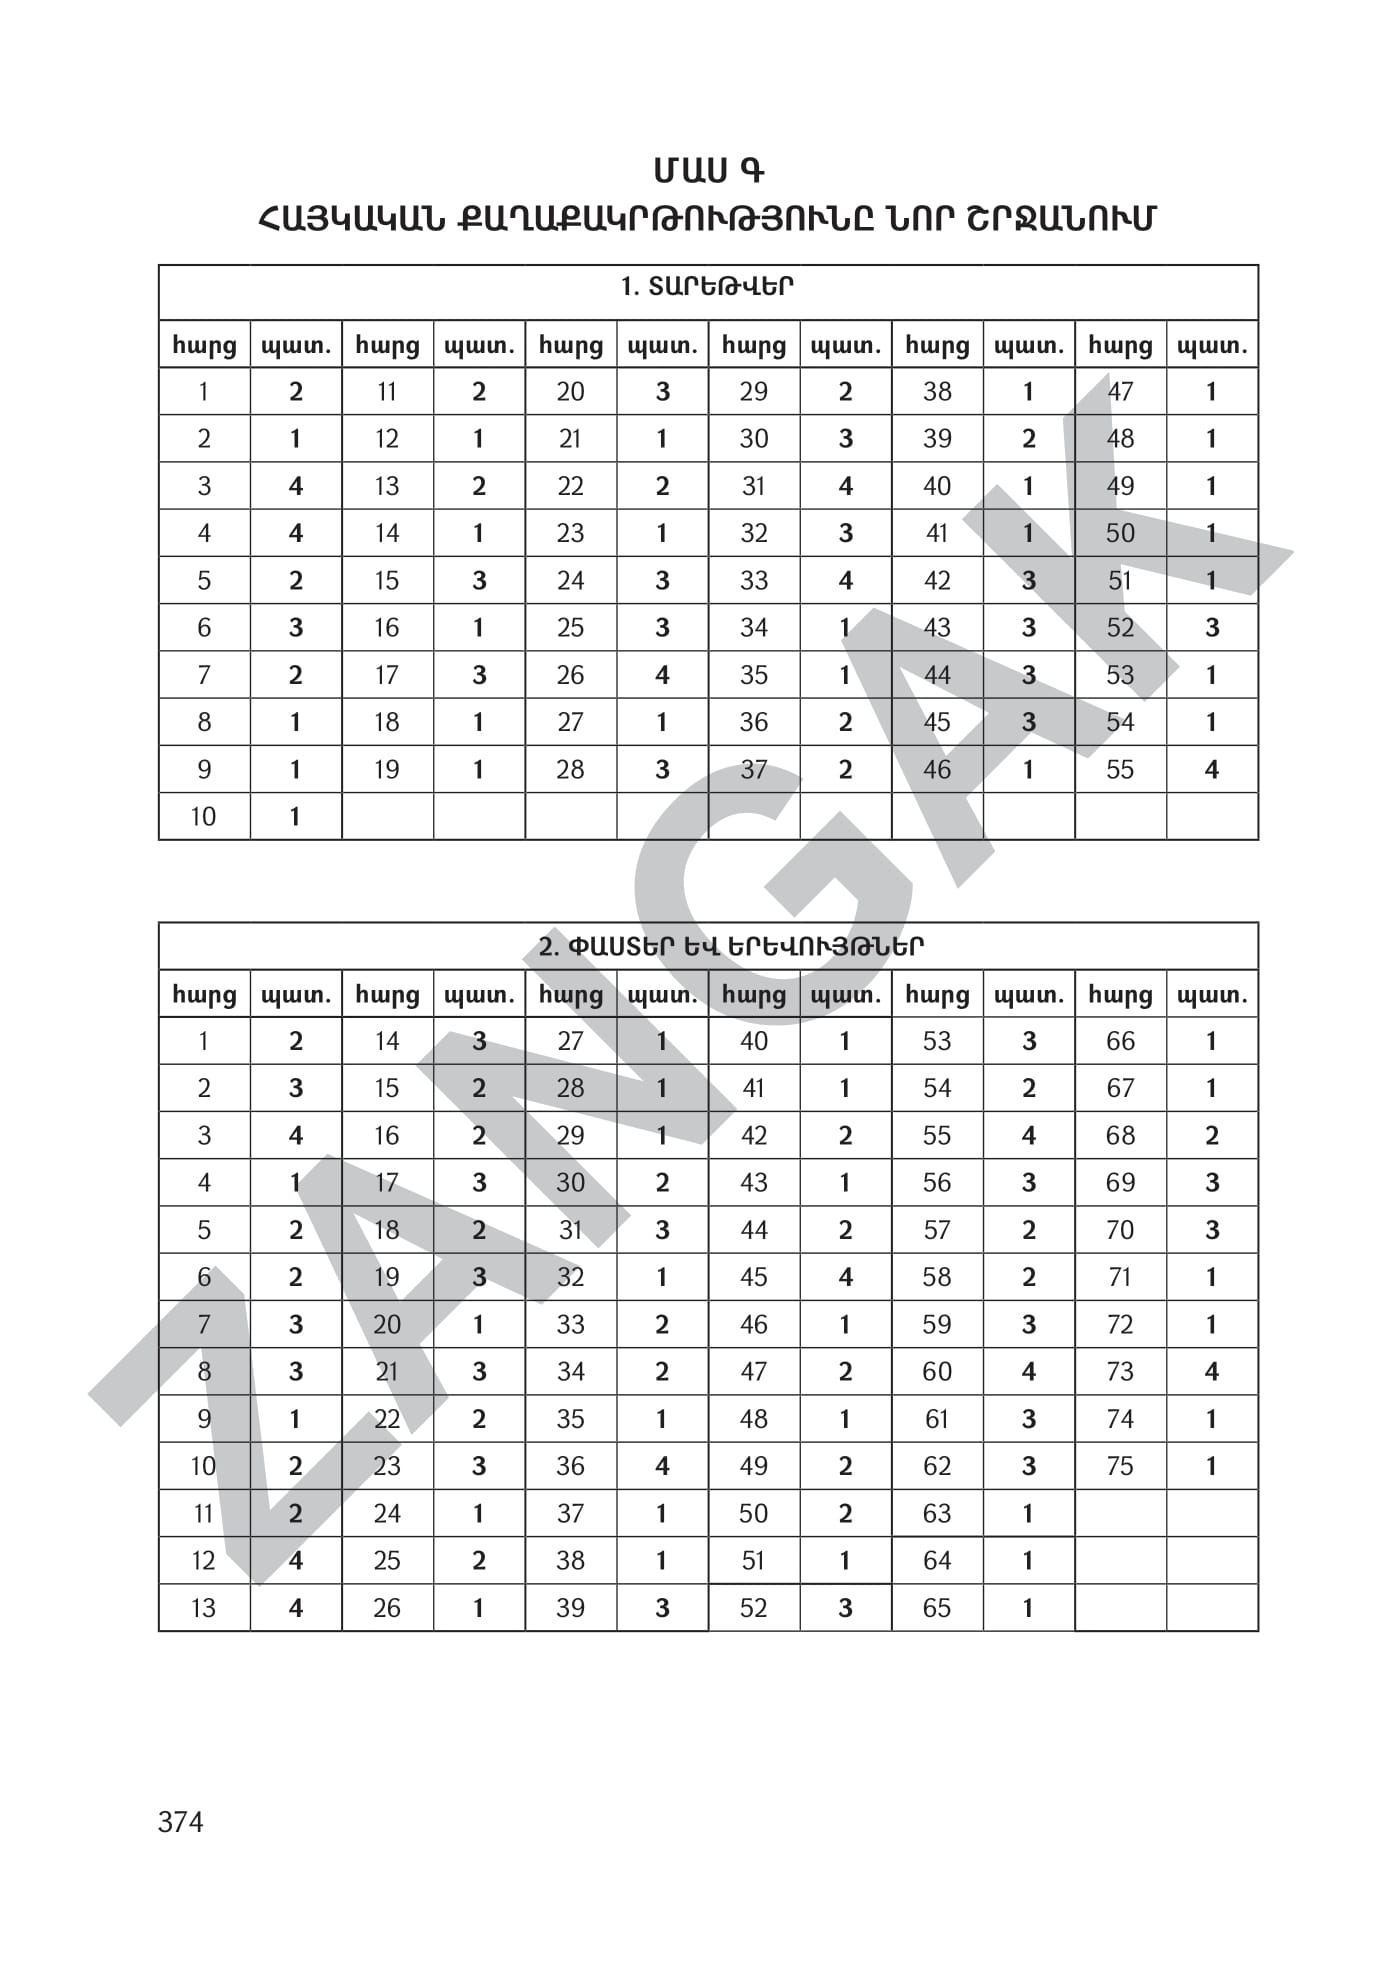 ՄԱՍ Գ
ՀԱՅԿԱԿԱՆ ՔԱՂԱՔԱԿՐԹՈՒԹՅՈՒՆԸ ՆՈՐ ՇՐՋԱՆՈՒՄ
1. ՏԱՐԵԹՎԵՐ
հարց պատ. հարց պատ. հարց պատ. հարց պատ. հարց պատ. հարց պատ.
1 2 11 2 20 3 29 2 38 1 47 1
2 1 12 1 21 1 30 3 39 2 48 1
3 4 13 2 22 2 31 4 40 1 49 1
4 4 14 1 23 1 32 3 41 1 50 1
5 2 15 3 24 3 33 4 42 3 51 1
6 3 16 1 25 3 34 1 43 3 52 3
7 2 17 3 26 4 35 1 44 3 53 1
8 1 18 1 27 1 36 2 45 3 54 1
9 1 19 1 28 3 37 2 46 1 55 4
10 1
2. ՓԱՍՏԵՐ ԵՎ ԵՐԵՎՈՒՅԹՆԵՐ
հարց պատ. հարց պատ. հարց պատ. հարց պատ. հարց պատ. հարց պատ.
1 2 14 3 27 1 40 1 53 3 66 1
2 3 15 2 28 1 41 1 54 2 67 1
3 4 16 2 29 1 42 2 55 4 68 2
4 1 17 3 30 2 43 1 56 3 69 3
5 2 18 2 31 3 44 2 57 2 70 3
6 2 19 3 32 1 45 4 58 2 71 1
7 3 20 1 33 2 46 1 59 3 72 1
8 3 21 3 34 2 47 2 60 4 73 4
9 1 22 2 35 1 48 1 61 3 74 1
10 2 23 3 36 4 49 2 62 3 75 1
11 2 24 1 37 1 50 2 63 1
12 4 25 2 38 1 51 1 64 1
13 4 26 1 39 3 52 3 65 1
374
ZANGAK